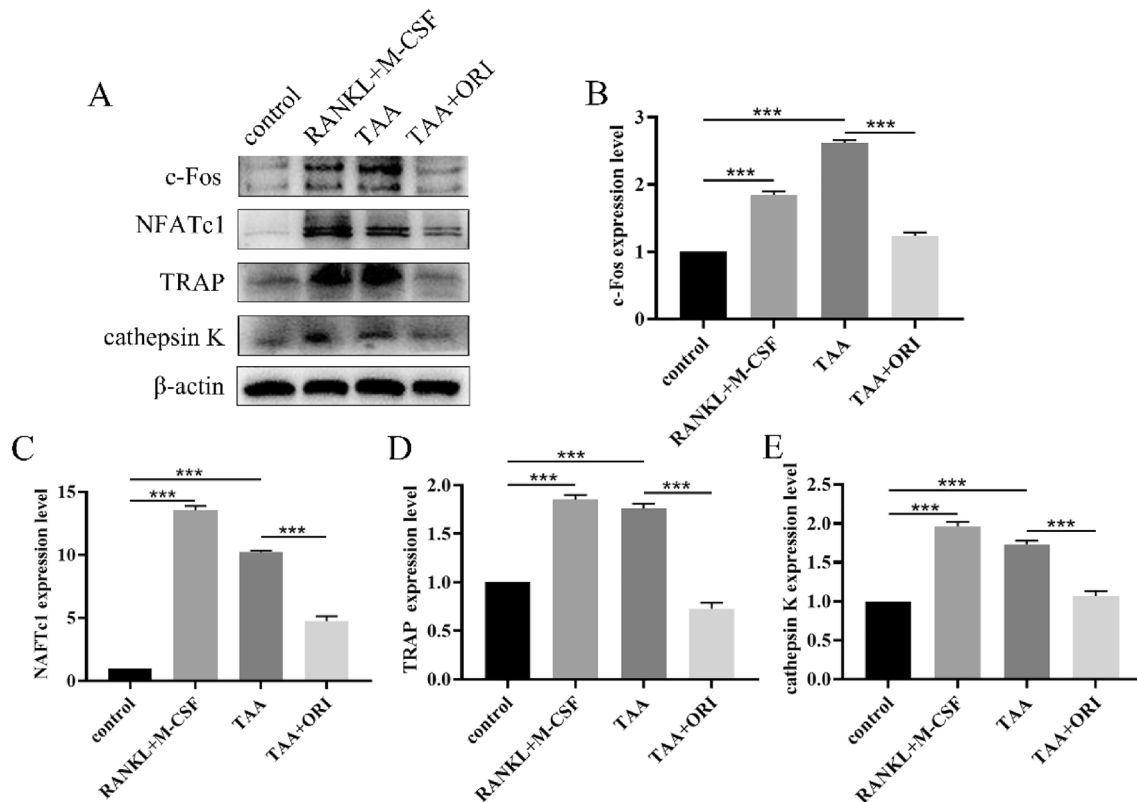 A
control
RANKL+M-CSF
TAA
TAA+ORI
c-Fos
NFATc1
TRAP
cathepsin K
β-actin
B
c-Fos expression level
3
2
1
0
***
***
***
control
RANKL+M-CSF
TAA
TAA+ORI
C
NAFTc1 expression level
15
10
5
0
***
***
***
control
RANKL+M-CSF
TAA
TAA+ORI
D
TRAP expression level
2.0
1.5
1.0
0.5
0.0
***
***
***
control
RANKL+M-CSF
TAA
TAA+ORI
E
cathepsin K expression level
2.5
2.0
1.5
1.0
0.5
0.0
***
***
***
control
RANKL+M-CSF
TAA
TAA+ORI